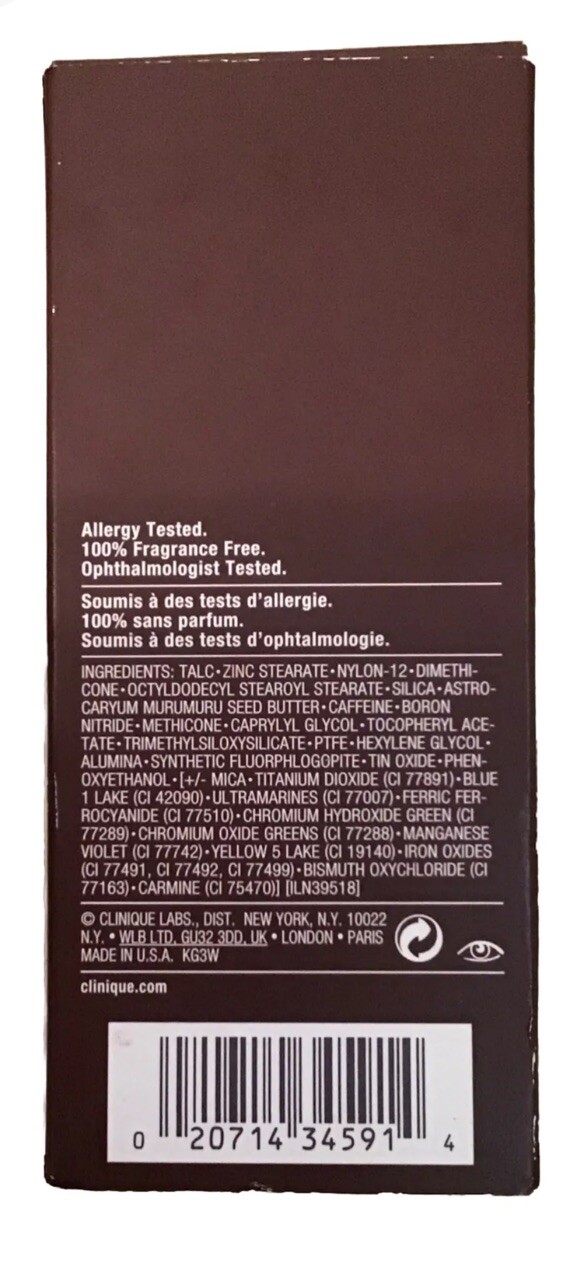 Allergy Tested.
100% Fragrance Free.
Ophthalmologist Tested.
Soumis à des tests d'allergie.
100% sans parfum.
Soumis à des tests d'ophtalmologie.
INGREDIENTS: TALC•ZINC STEARATE•NYLON-12•DIMETHI-
CONE•OCTYLDODECYL STEAROYL STEARATE•SILICA•ASTRO-
CARYUM MURUMURU SEED BUTTER•CAFFEINE•BORON
NITRIDE•METHICONE•CAPRYLYL GLYCOL•TOCOPHERYL ACE-
TATE•TRIMETHYLSILOXYSILICATE•PTFE•HEXYLENE GLYCOL•
ALUMINA•SYNTHETIC FLUORPHLOGOPITE•TIN OXIDE•PHEN-
OXYETHANOL•[+/- MICA•TITANIUM DIOXIDE (CI 77891)•BLUE
1 LAKE (CI 42090)•ULTRAMARINES (CI 77007)•FERRIC FER-
ROCYANIDE (CI 77510)•CHROMIUM HYDROXIDE GREEN (CI
77289)•CHROMIUM OXIDE GREENS (CI 77288)•MANGANESE
VIOLET (CI 77742)•YELLOW 5 LAKE (CI 19140)•IRON OXIDES
(CI 77491, CI 77492, CI 77499)•BISMUTH OXYCHLORIDE (CI
77163)•CARMINE (CI 75470)] [ILN39518]
© CLINIQUE LABS., DIST. NEW YORK, N.Y. 10022
N.Y. • WLB LTD. GU32 3DD, UK • LONDON • PARIS
MADE IN U.S.A. KG3W
clinique.com
0 20714 34591 4